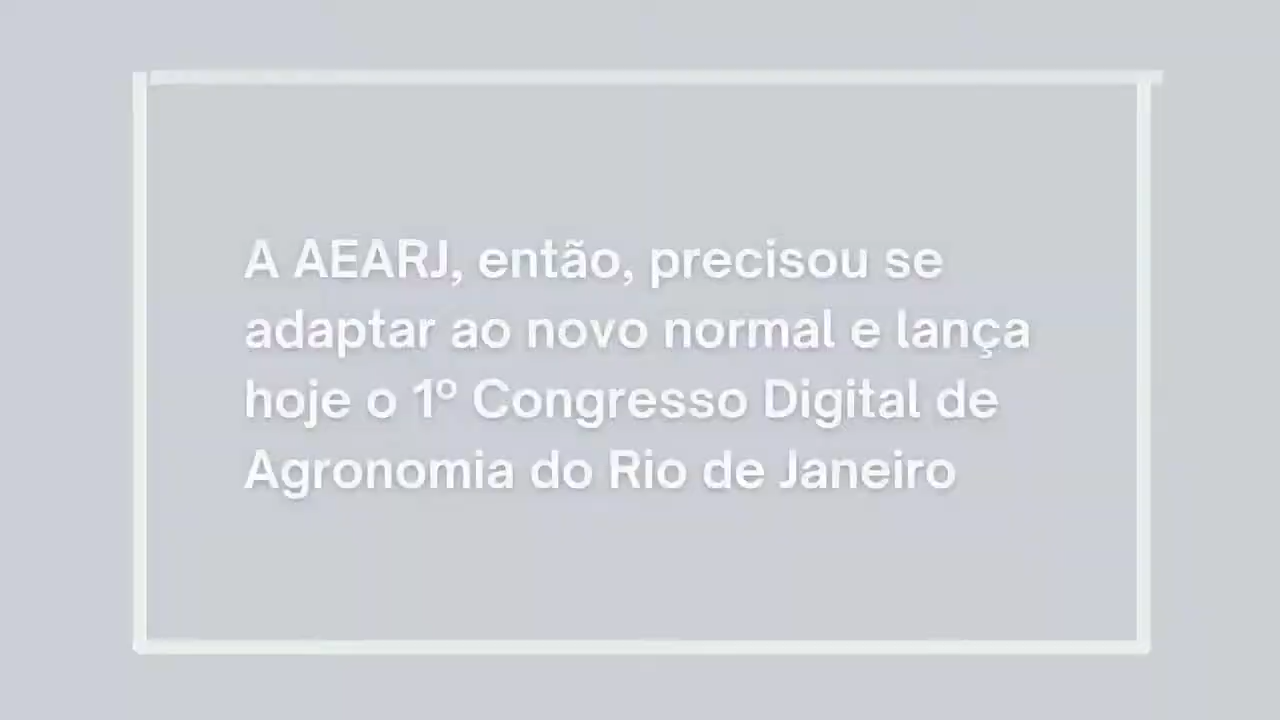 A AEARJ, então, precisou se
adaptar ao novo normal e lança
hoje o 1º Congresso Digital de
Agronomia do Rio de Janeiro